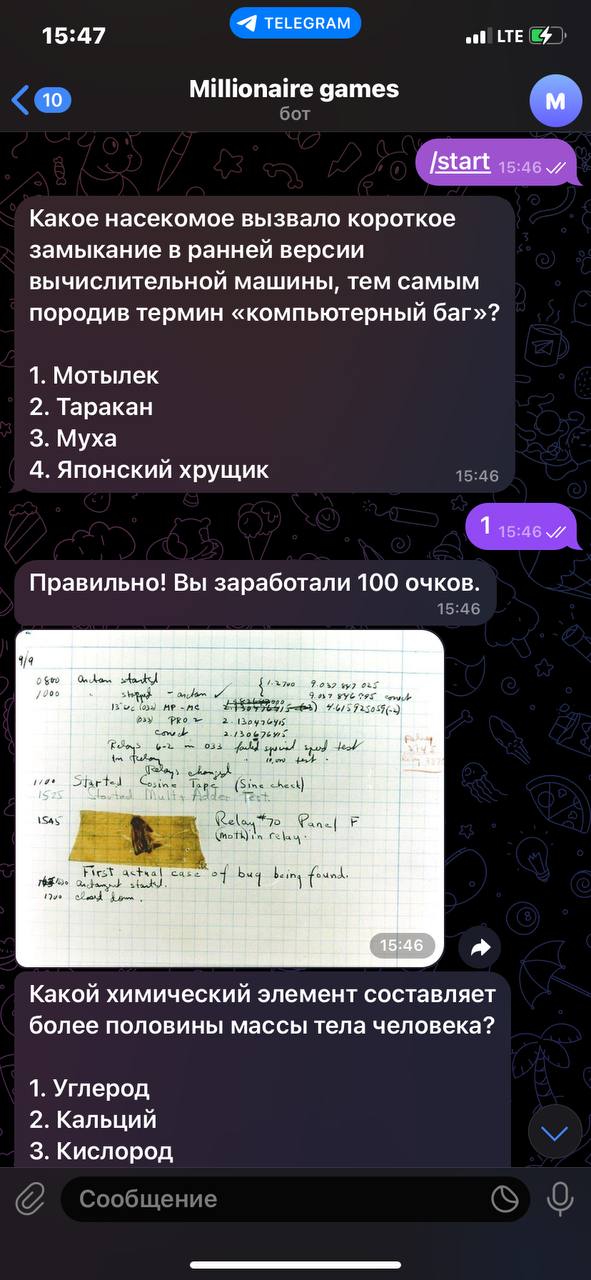 15:47
TELEGRAM
LTE
10
Millionaire games
бот
M
/start 15:46
Какое насекомое вызвало короткое
замыкание в ранней версии
вычислительной машины, тем самым
породив термин «компьютерный баг»?
1. Мотылек
2. Таракан
3. Муха
4. Японский хрущик
15:46
1 15:46
Правильно! Вы заработали 100 очков.
15:46
9/9
0800 Antan started
1000 " stopped - antan ✓
1.2700 9.037 847 025
9.037 846 995 conect
13"uc (032) MP-MC 4.615925059(-2)
(033) PRO 2 2.130476415
conect 2.130676415
Relays 6-2 in 033 failed special speed test
in Relay " 10.000 test.
Relays changed
1100 Started Cosine Tape (Sine check)
1525 Started Mult+Adder Test.
1545 Relay #70 Panel F
(Moth) in relay.
First actual case of bug being found.
antangent started.
1700 closed down.
15:46
Какой химический элемент составляет
более половины массы тела человека?
1. Углерод
2. Кальций
3. Кислород
Сообщение